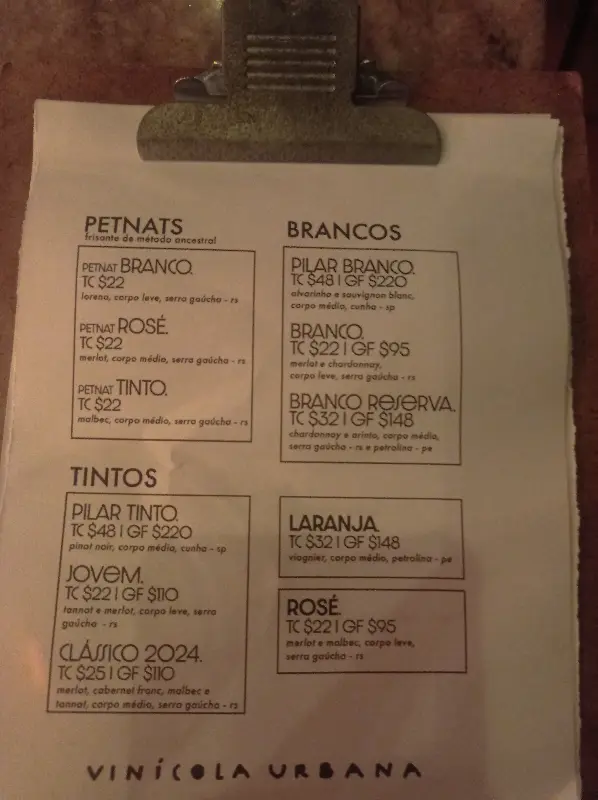 PETNATS
frisante de método ancestral
PETNAT BRANCO.
TC $22
lorena, corpo leve, serra gaúcha - rs
PETNAT ROSÉ.
TC $22
merlot, corpo médio, serra gaúcha - rs
PETNAT TINTO.
TC $22
malbec, corpo médio, serra gaúcha - rs
TINTOS
PILAR TINTO.
TC $48 | GF $220
pinot noir, corpo médio, cunha - sp
JOVEM.
TC $22 | GF $110
tannat e merlot, corpo leve, serra
gaúcha - rs
CLÁSSICO 2024.
TC $25 | GF $110
merlot, cabernet franc, malbec e
tannat, corpo médio, serra gaúcha - rs
BRANCOS
PILAR BRANCO.
TC $48 | GF $220
alvarinho e sauvignon blanc,
corpo médio, cunha - sp
BRANCO.
TC $22 | GF $95
merlot e chardonnay,
corpo leve, serra gaúcha - rs
BRANCO RESERVA.
TC $32 | GF $148
chardonnay e arinto, corpo médio,
serra gaúcha - rs e petrolina - pe
LARANJA.
TC $32 | GF $148
viognier, corpo médio, petrolina - pe
ROSÉ.
TC $22 | GF $95
merlot e malbec, corpo leve,
serra gaúcha - rs
VINÍCOLA URBANA